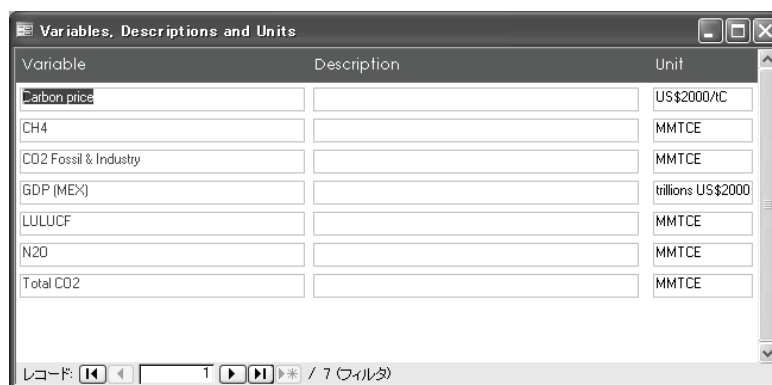 Variables, Descriptions and Units
Variable Description Unit
Carbon price US$2000/tC
CH4 MMTCE
CO2 Fossil & Industry MMTCE
GDP (MEX) trillions US$2000
LULUCF MMTCE
N2O MMTCE
Total CO2 MMTCE
レコード: 1 / 7 (フィルタ)